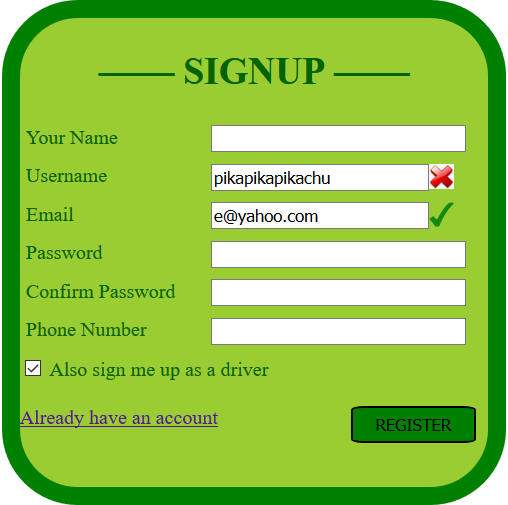 SIGNUP
Your Name
Username pikapikapikachu
Email e@yahoo.com
Password
Confirm Password
Phone Number
Also sign me up as a driver
Already have an account REGISTER